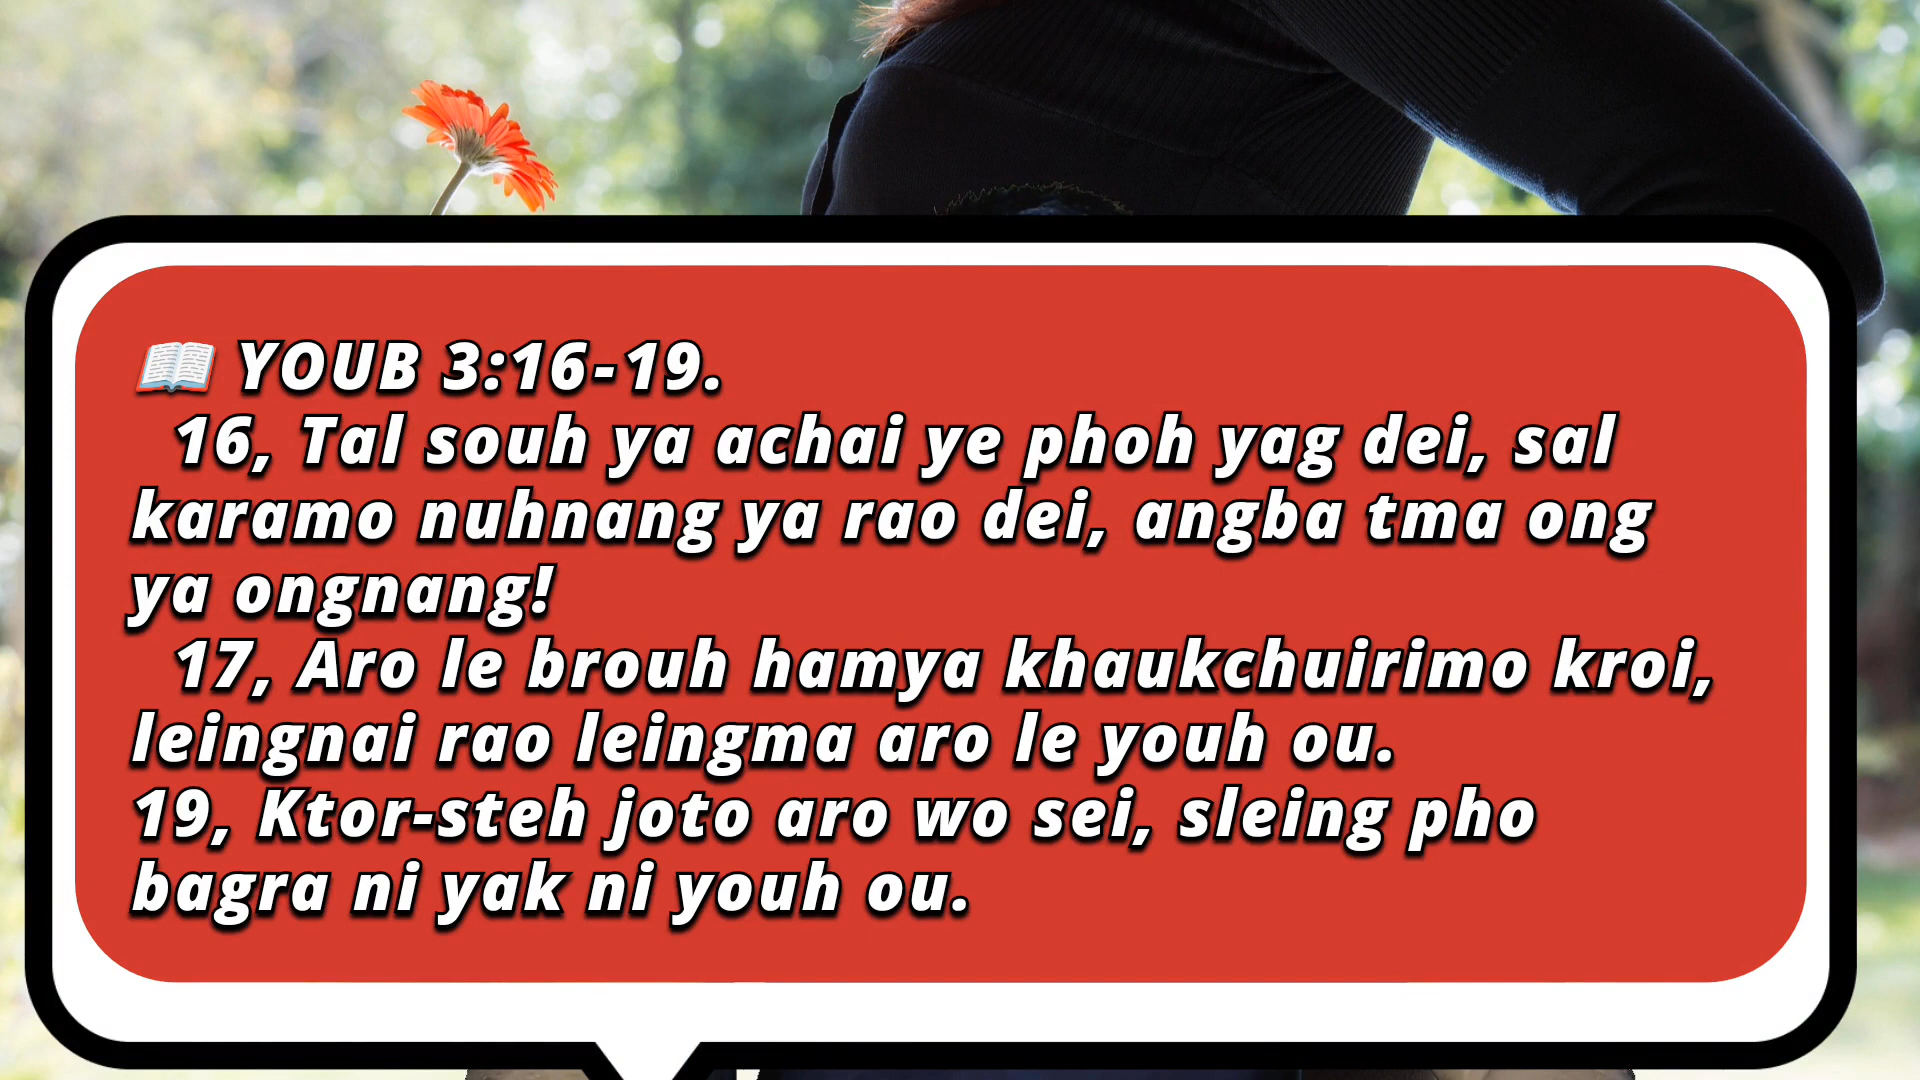 📖 YOUB 3:16-19.
16, Tal souh ya achai ye phoh yag dei, sal
karamo nuhnang ya rao dei, angba tma ong
ya ongnang!
17, Aro le brouh hamya khaukchuirimo kroi,
leingnai rao leingma aro le youh ou.
19, Ktor-steh joto aro wo sei, sleing pho
bagra ni yak ni youh ou.